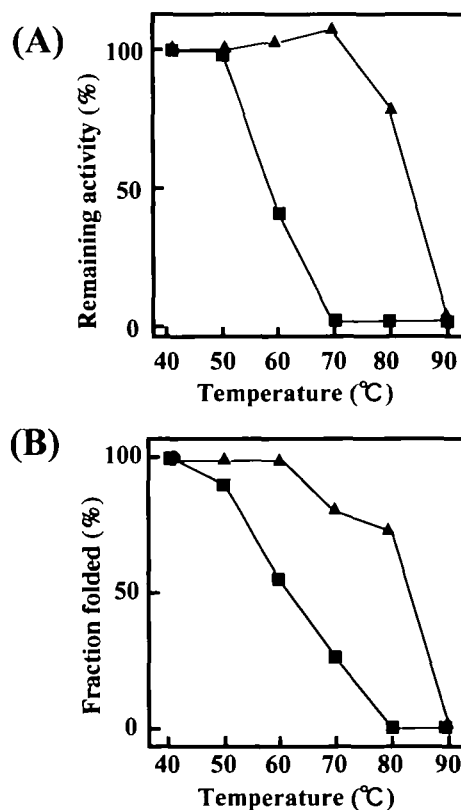 (A)
Remaining activity (%)
100
50
0
40 50 60 70 80 90
Temperature (℃)
(B)
Fraction folded (%)
100
50
0
40 50 60 70 80 90
Temperature (℃)